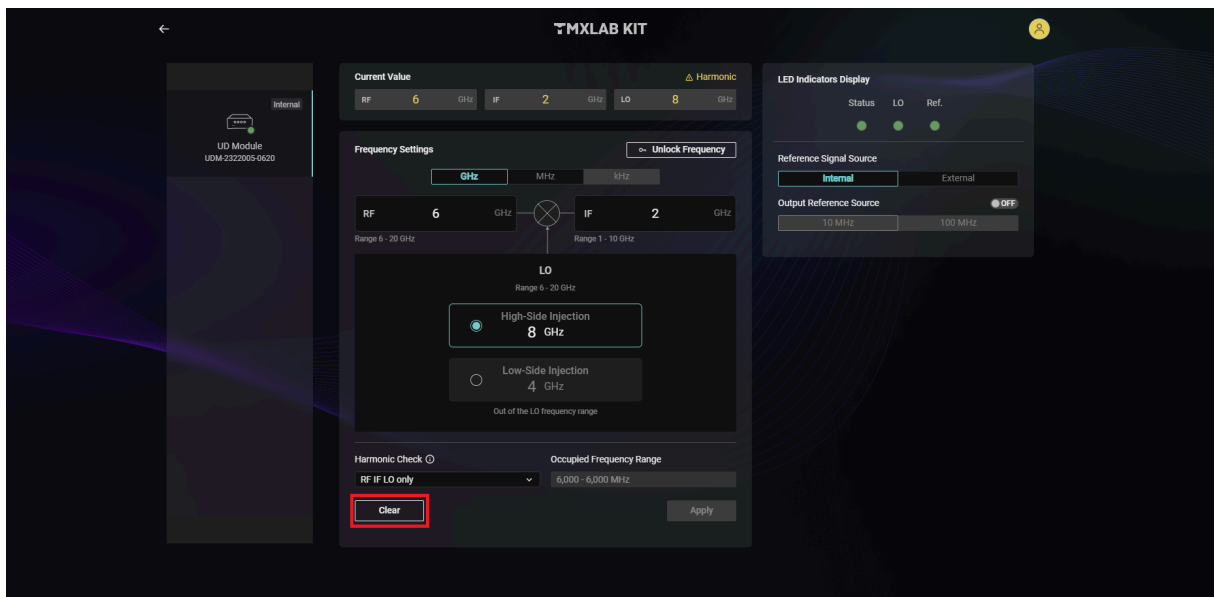 TMXLAB KIT
Internal
UD Module
UDM-2322005-0620
Current Value
Harmonic
RF 6 GHz IF 2 GHz LO 8 GHz
Frequency Settings
Unlock Frequency
GHz MHz kHz
RF 6 GHz IF 2 GHz
Range 6 - 20 GHz Range 1 - 10 GHz
LO
Range 6 - 20 GHz
High-Side Injection
8 GHz
Low-Side Injection
4 GHz
Out of the LO frequency range
Harmonic Check Occupied Frequency Range
RF IF LO only 6,000 - 6,000 MHz
Clear Apply
LED Indicators Display
Status LO Ref.
Reference Signal Source
Internal External
Output Reference Source OFF
10 MHz 100 MHz